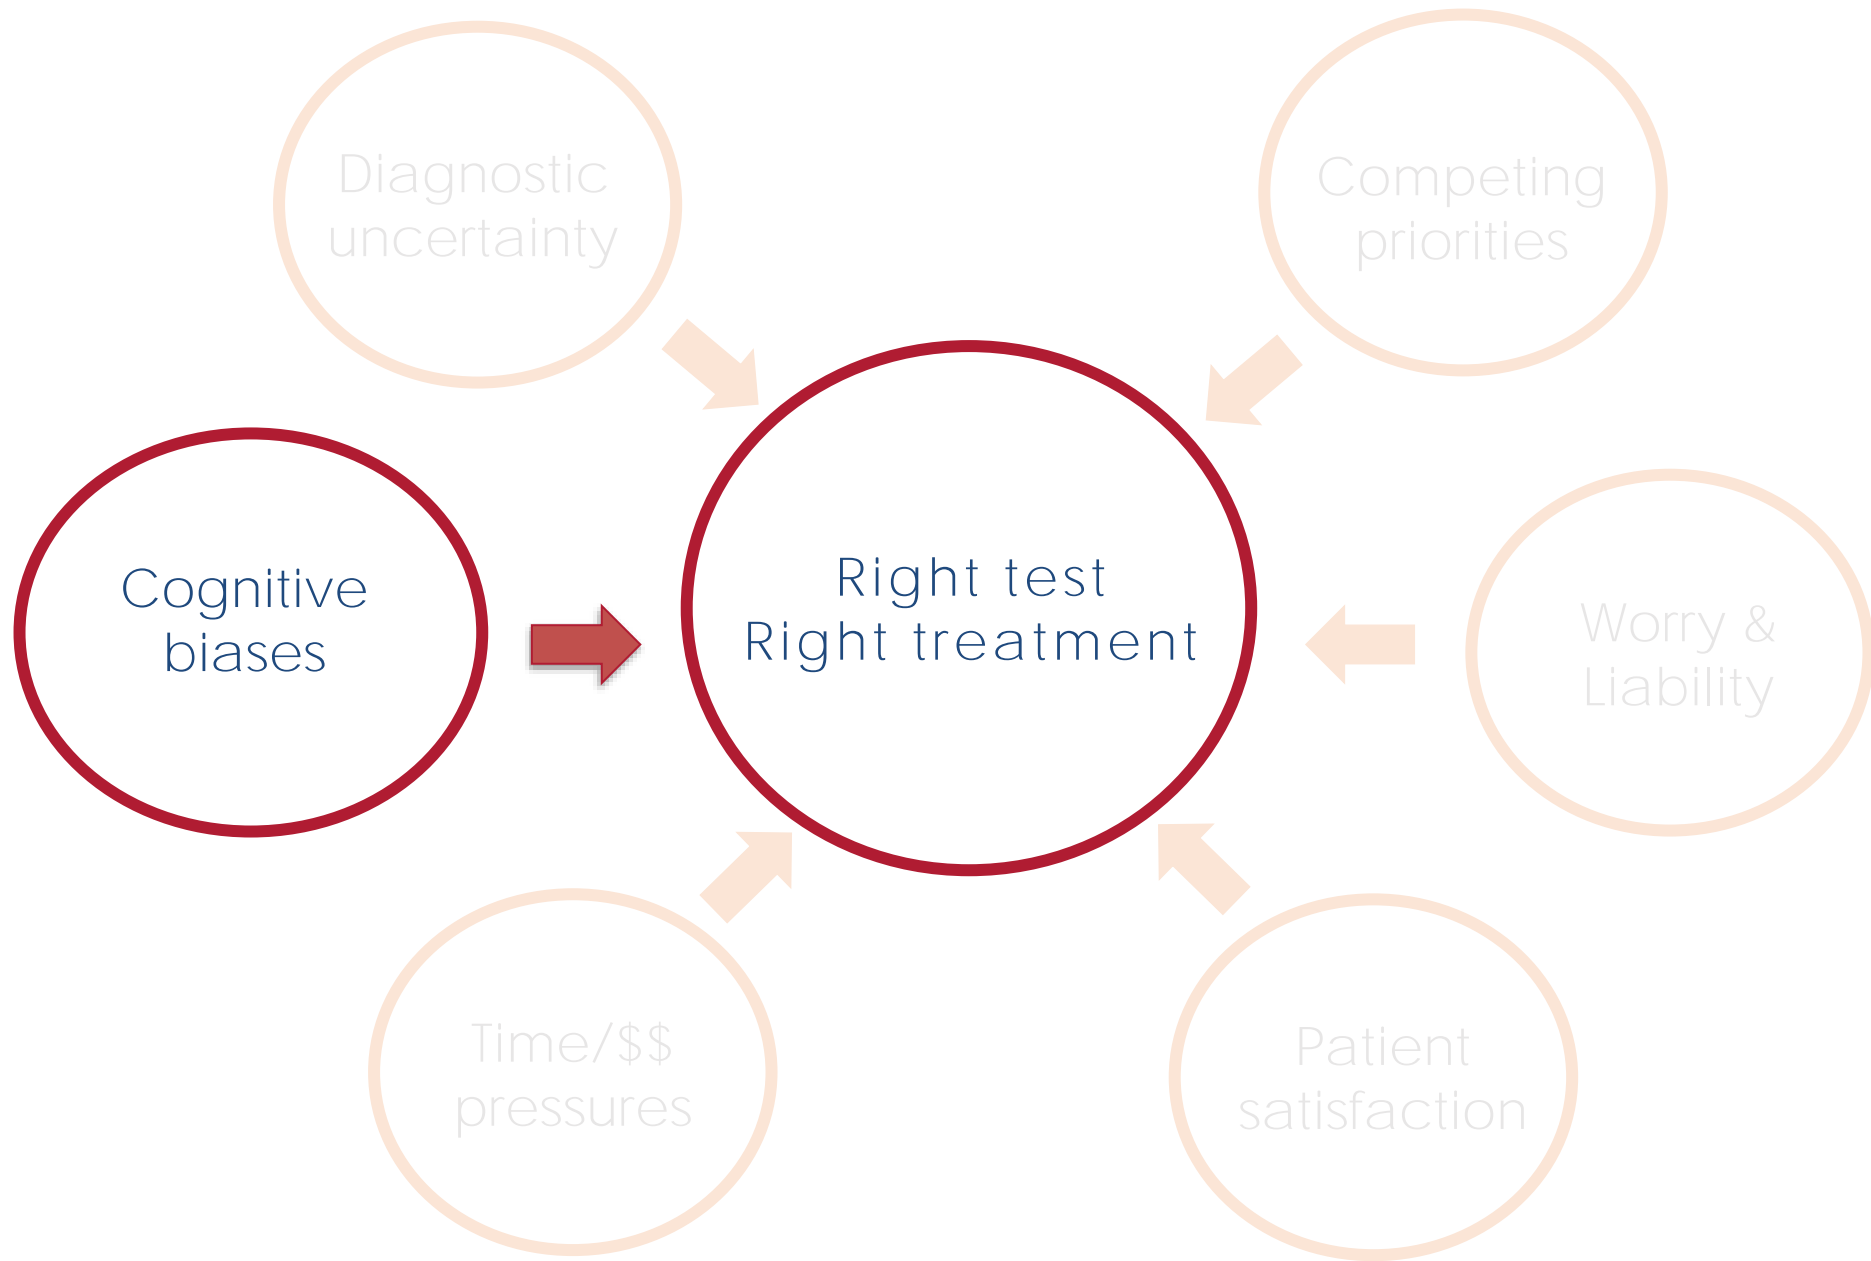 Diagnostic
uncertainty
Competing
priorities
Cognitive
biases
Right test
Right treatment
Worry &
Liability
Time/$$
pressures
Patient
satisfaction